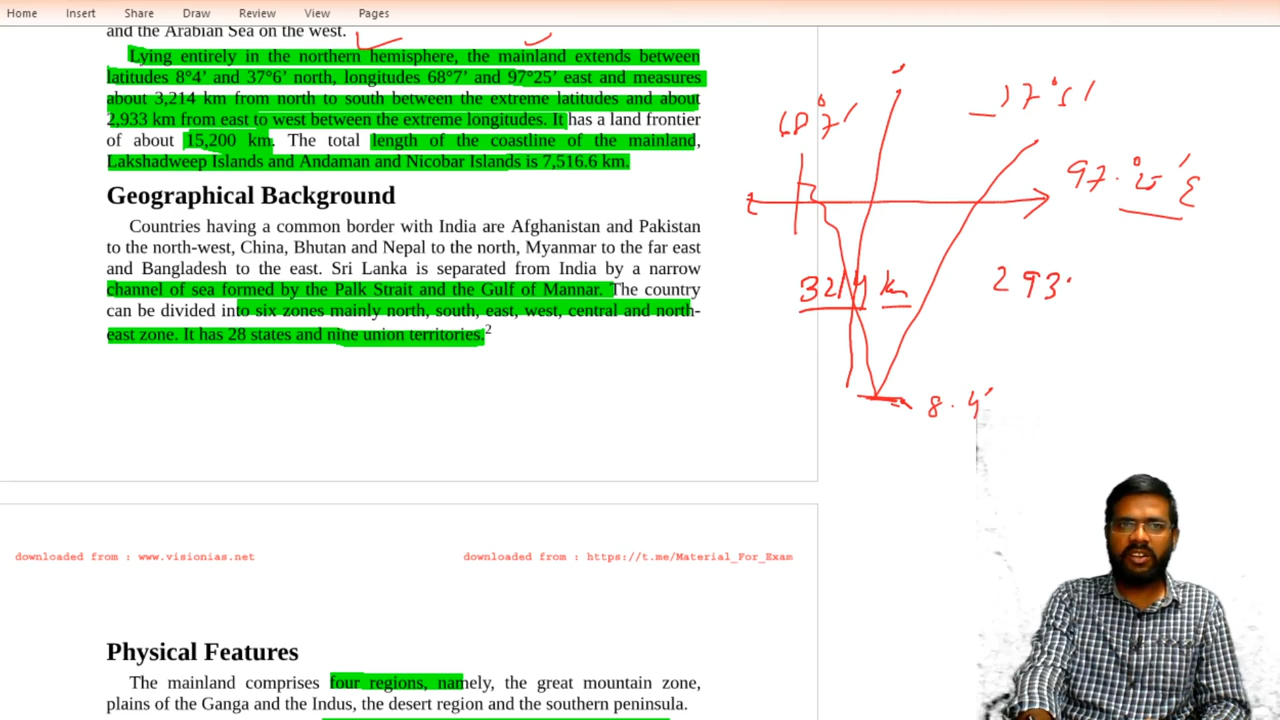 Home Insert Share Draw Review View Pages
and the Arabian Sea on the west.
Lying entirely in the northern hemisphere, the mainland extends between
latitudes 8°4’ and 37°6’ north, longitudes 68°7’ and 97°25’ east and measures
about 3,214 km from north to south between the extreme latitudes and about
2,933 km from east to west between the extreme longitudes. It has a land frontier
of about 15,200 km. The total length of the coastline of the mainland,
Lakshadweep Islands and Andaman and Nicobar Islands is 7,516.6 km.
Geographical Background
Countries having a common border with India are Afghanistan and Pakistan
to the north-west, China, Bhutan and Nepal to the north, Myanmar to the far east
and Bangladesh to the east. Sri Lanka is separated from India by a narrow
channel of sea formed by the Palk Strait and the Gulf of Mannar. The country
can be divided into six zones mainly north, south, east, west, central and north-
east zone. It has 28 states and nine union territories.2
68°7'
97.°25' E
3214 km
293
8.4'
downloaded from : www.visionias.net
downloaded from : https://t.me/Material_For_Exam
Physical Features
The mainland comprises four regions, namely, the great mountain zone,
plains of the Ganga and the Indus, the desert region and the southern peninsula.